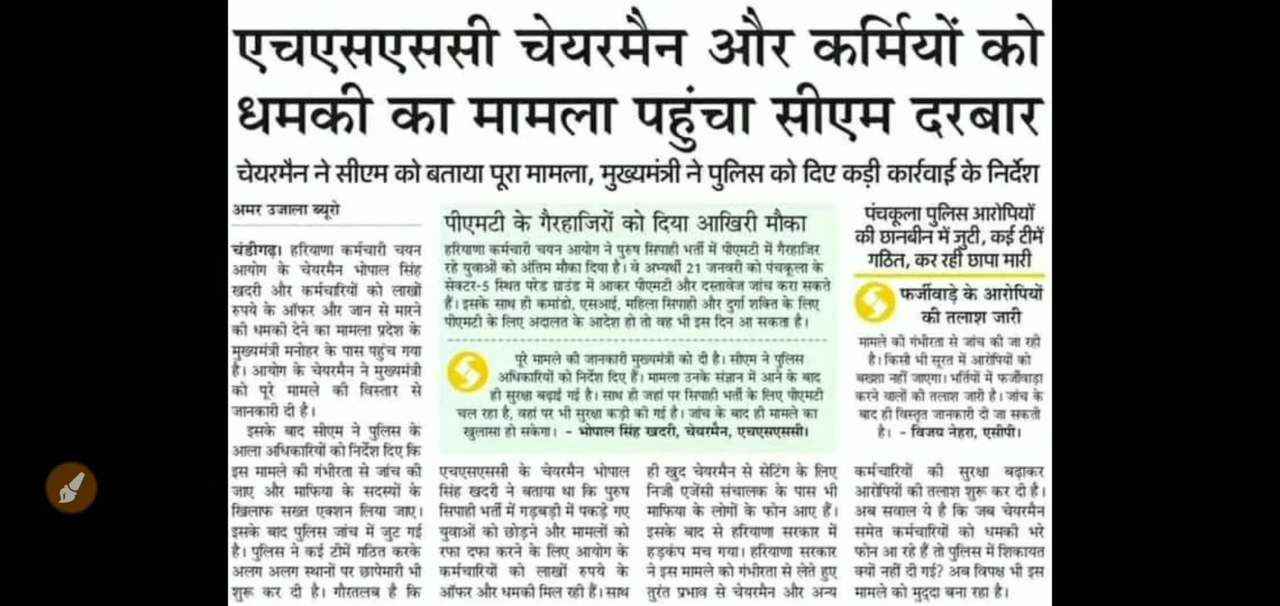 एचएसएससी चेयरमैन और कर्मियों को
धमकी का मामला पहुंचा सीएम दरबार
चेयरमैन ने सीएम को बताया पूरा मामला, मुख्यमंत्री ने पुलिस को दिए कड़ी कार्रवाई के निर्देश
अमर उजाला ब्यूरो
चंडीगढ़। हरियाणा कर्मचारी चयन
आयोग के चेयरमैन भोपाल सिंह
खदरी और कर्मचारियों को लाखों
रुपये के ऑफर और जान से मारने
की धमकी देने का मामला प्रदेश के
मुख्यमंत्री मनोहर के पास पहुंच गया
है। आयोग के चेयरमैन ने मुख्यमंत्री
को पूरे मामले की विस्तार से
जानकारी दी है।
इसके बाद सीएम ने पुलिस के
आला अधिकारियों को निर्देश दिए कि
इस मामले की गंभीरता से जांच की
जाए और माफिया के सदस्यों के
खिलाफ सख्त एक्शन लिया जाए।
इसके बाद पुलिस जांच में जुट गई
है। पुलिस ने कई टीमें गठित करके
अलग अलग स्थानों पर छापेमारी भी
शुरू कर दी है। गौरतलब है कि
पीएमटी के गैरहाजिरों को दिया आखिरी मौका
हरियाणा कर्मचारी चयन आयोग ने पुरुष सिपाही भर्ती में पीएमटी में गैरहाजिर
रहे युवाओं को अंतिम मौका दिया है। वे अभ्यर्थी 21 जनवरी को पंचकूला के
सेक्टर-5 स्थित परेड ग्राउंड में आकर पीएमटी और दस्तावेज जांच करा सकते
हैं। इसके साथ ही कमांडो, एसआई, महिला सिपाही और दुर्गा शक्ति के लिए
पीएमटी के लिए अदालत के आदेश हो तो वह भी इस दिन आ सकता है।
पूरे मामले की जानकारी मुख्यमंत्री को दी है। सीएम ने पुलिस
अधिकारियों को निर्देश दिए हैं। मामला उनके संज्ञान में आने के बाद
ही सुरक्षा बढ़ाई गई है। साथ ही जहां पर सिपाही भर्ती के लिए पीएमटी
चल रहा है, वहां पर भी सुरक्षा कड़ी की गई है। जांच के बाद ही मामले का
खुलासा हो सकेगा। - भोपाल सिंह खदरी, चेयरमैन, एचएसएससी।
एचएसएससी के चेयरमैन भोपाल
सिंह खदरी ने बताया था कि पुरुष
सिपाही भर्ती में गड़बड़ी में पकड़े गए
युवाओं को छोड़ने और मामलों को
रफा दफा करने के लिए आयोग के
कर्मचारियों को लाखों रुपये के
ऑफर और धमकी मिल रही हैं। साथ
ही खुद चेयरमैन से सेटिंग के लिए
निजी एजेंसी संचालक के पास भी
माफिया के लोगों के फोन आए हैं।
इसके बाद से हरियाणा सरकार में
हड़कंप मच गया। हरियाणा सरकार
ने इस मामले को गंभीरता से लेते हुए
तुरंत प्रभाव से चेयरमैन और अन्य
पंचकूला पुलिस आरोपियों
की छानबीन में जुटी, कई टीमें
गठित, कर रही छापा मारी
फर्जीवाड़े के आरोपियों
की तलाश जारी
मामले की गंभीरता से जांच की जा रही
है। किसी भी सूरत में आरोपियों को
बख्शा नहीं जाएगा। भर्तियों में फर्जीवाड़ा
करने वालों की तलाश जारी है। जांच के
बाद ही विस्तृत जानकारी दी जा सकती
है। - विजय नेहरा, एसीपी।
कर्मचारियों की सुरक्षा बढ़ाकर
आरोपियों की तलाश शुरू कर दी है।
अब सवाल ये है कि जब चेयरमैन
समेत कर्मचारियों को धमकी भरे
फोन आ रहे हैं तो पुलिस में शिकायत
क्यों नहीं दी गई? अब विपक्ष भी इस
मामले को मुद्दा बना रहा है।